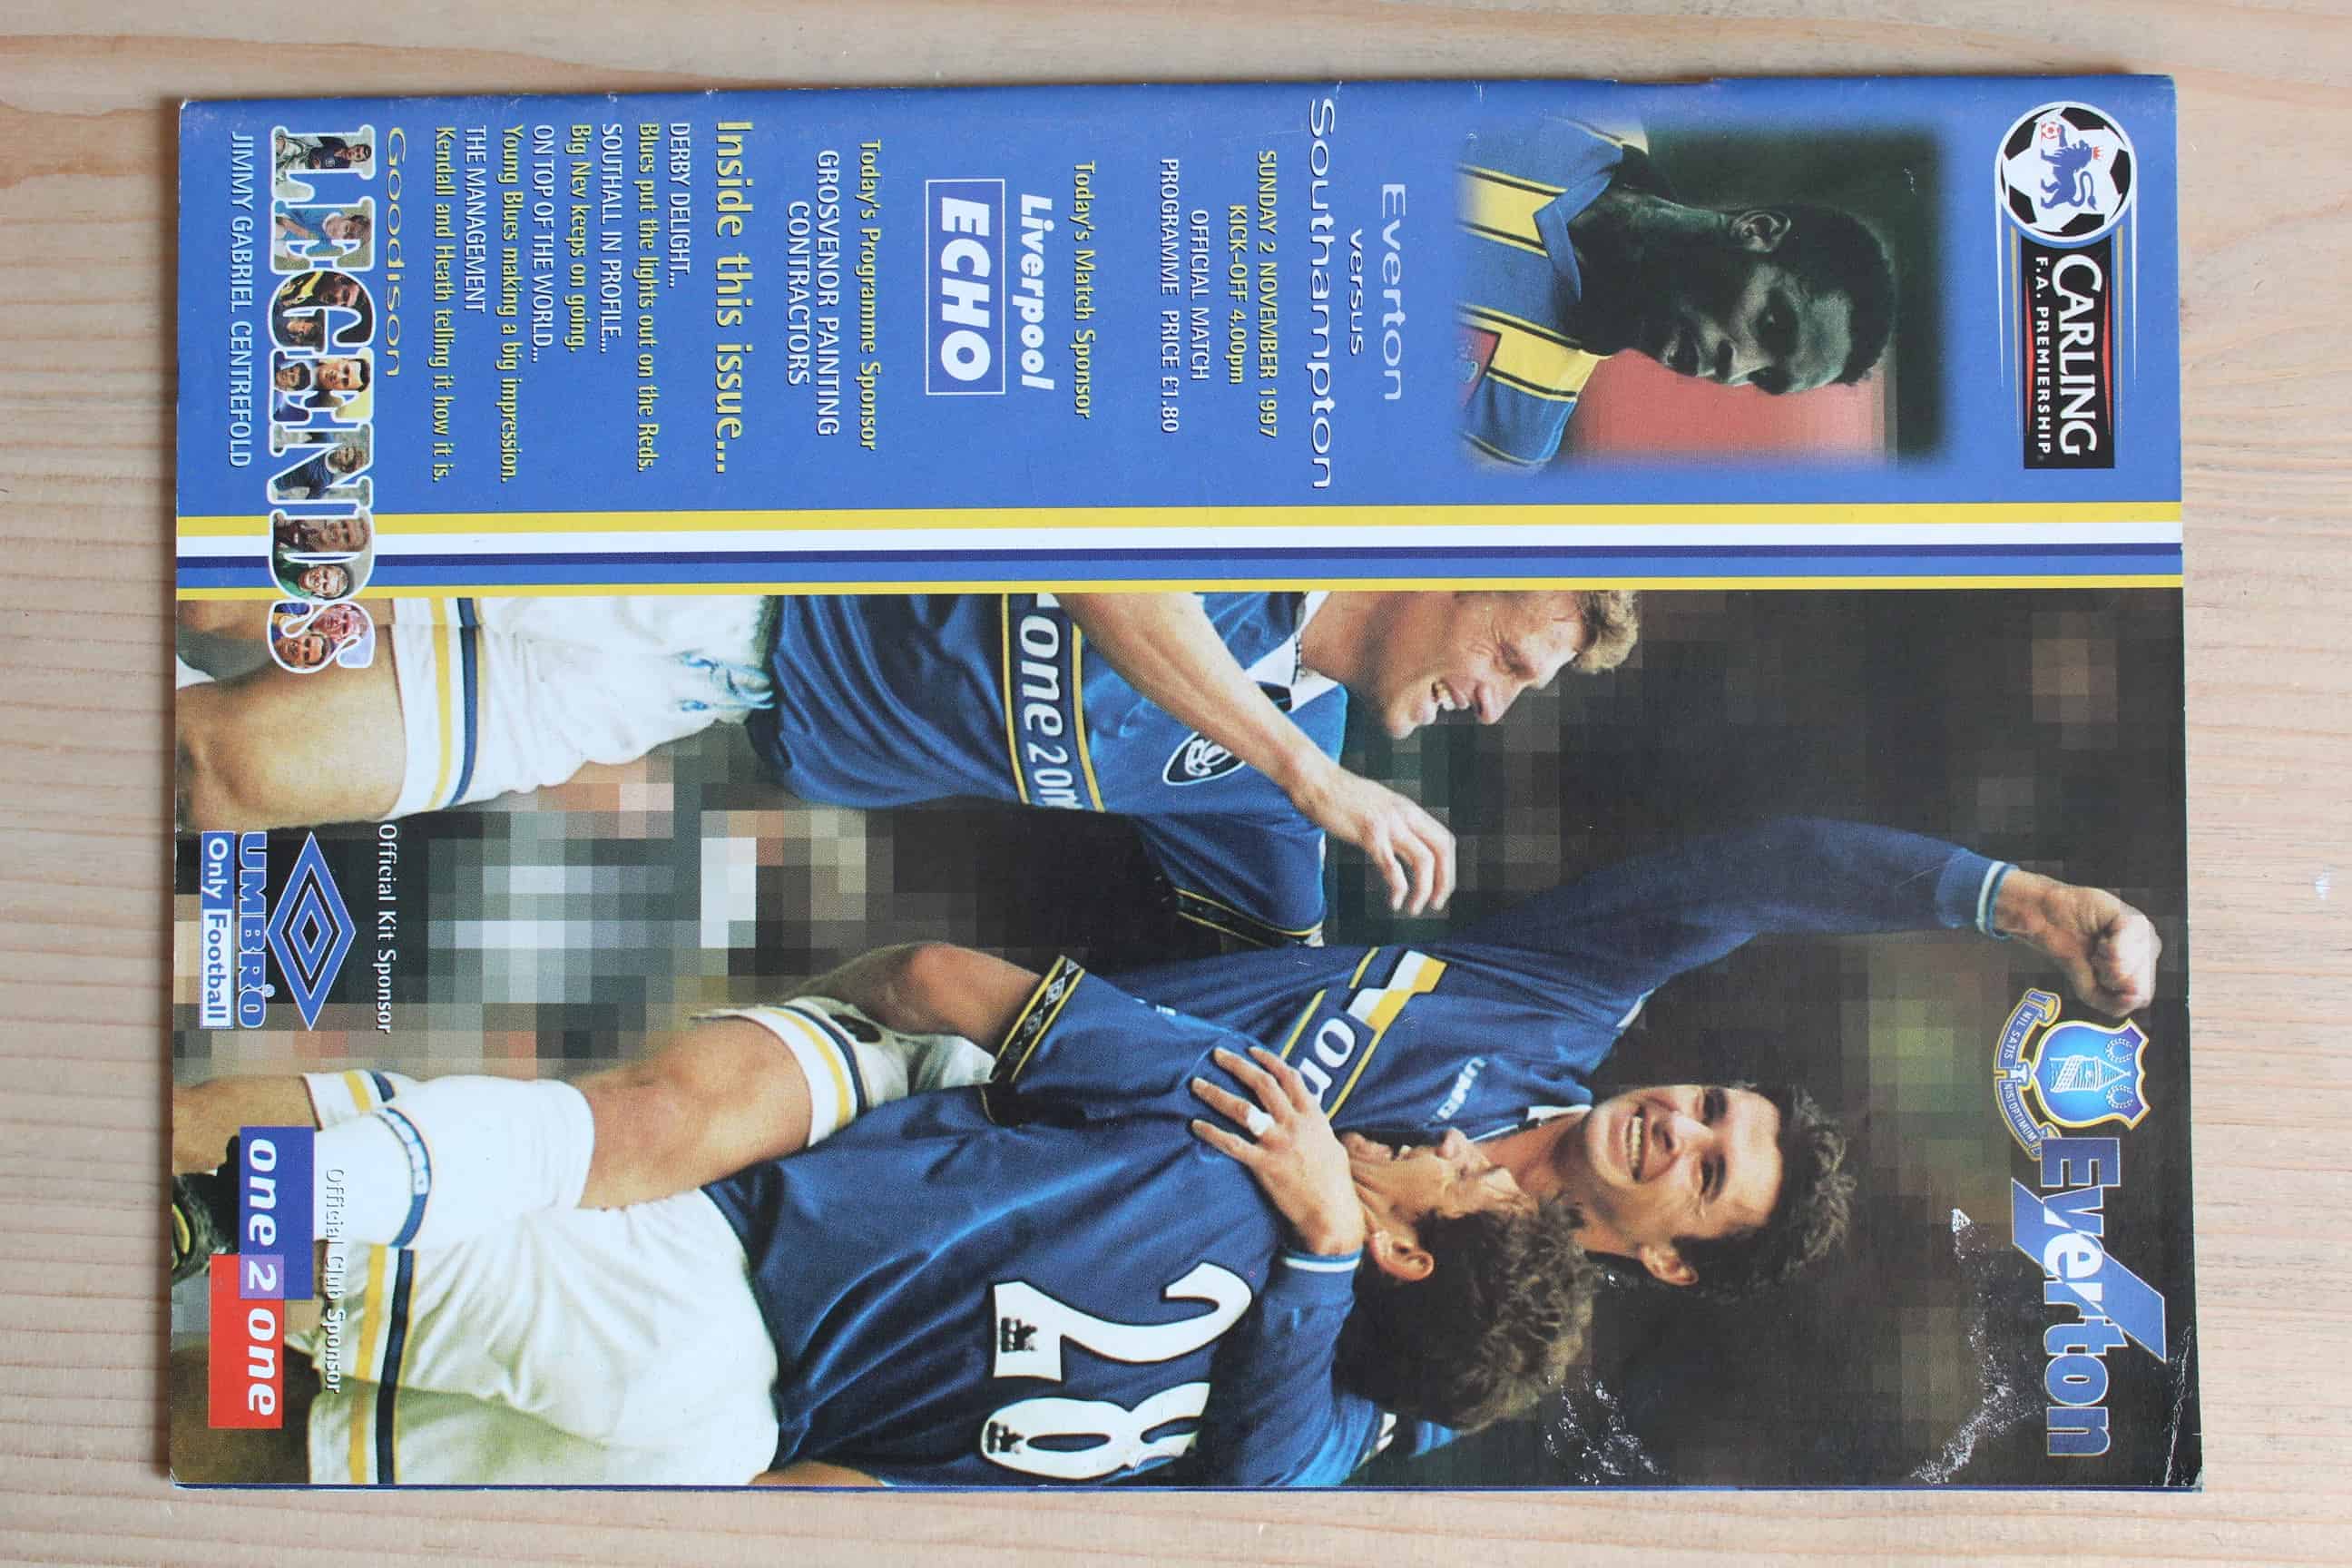 CARLING
F.A. PREMIERSHIP
Everton
NIL SATIS
NISI OPTIMUM
Everton
versus
Southampton
SUNDAY 2 NOVEMBER 1997
KICK-OFF 4.00pm
OFFICIAL MATCH
PROGRAMME PRICE £1.80
Today's Match Sponsor
Liverpool
ECHO
Today's Programme Sponsor
GROSVENOR PAINTING
CONTRACTORS
Inside this issue...
DERBY DELIGHT...
Blues put the lights out on the Reds.
SOUTHALL IN PROFILE...
Big Nev keeps on going.
ON TOP OF THE WORLD...
Young Blues making a big impression.
THE MANAGEMENT
Kendall and Heath telling it how it is.
Goodison
LEGENDS
JIMMY GABRIEL CENTREFOLD
one2one
UMBRO
one
28
Official Kit Sponsor
UMBRO
Only Football
Official Club Sponsor
one2one